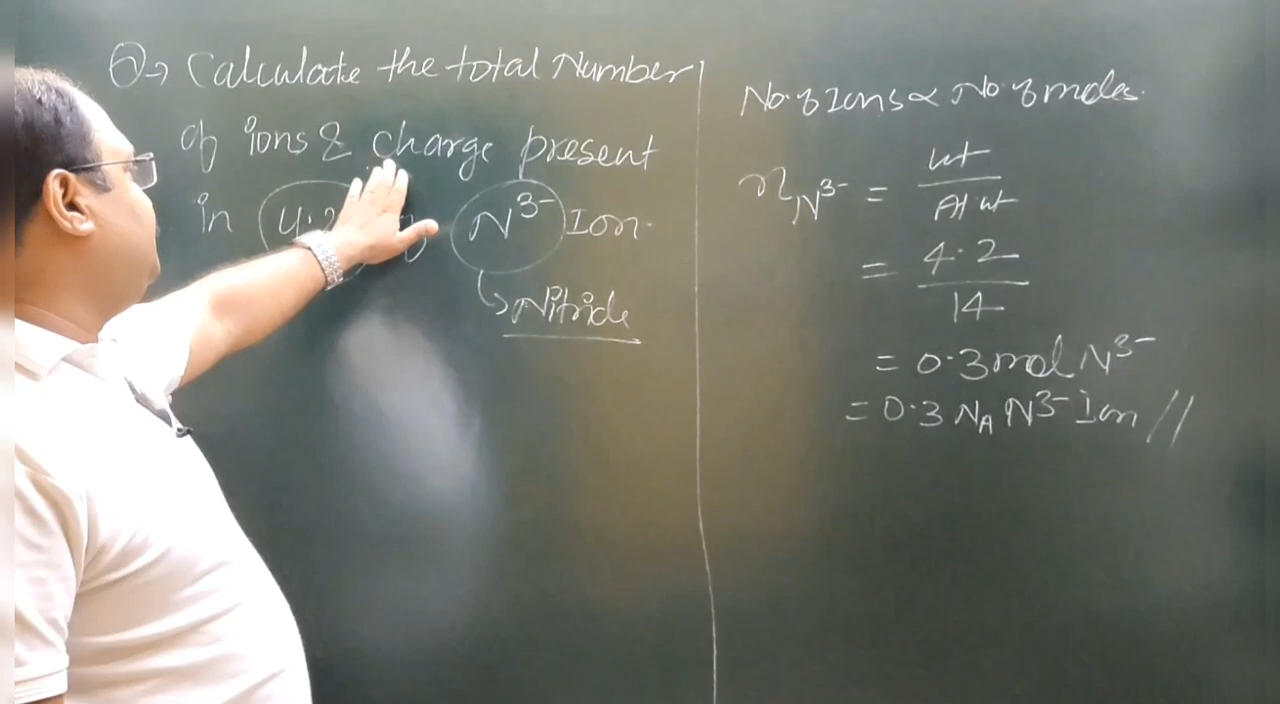 Q→ Calculate the total Number
of ions & charge present
in 4.2 g N³⁻ Ion.
↳ Nitride
No. of Ions ∝ No of moles.
n N³⁻ = wt / At wt
= 4.2 / 14
= 0.3 mol N³⁻
= 0.3 N_A N³⁻ Ion //